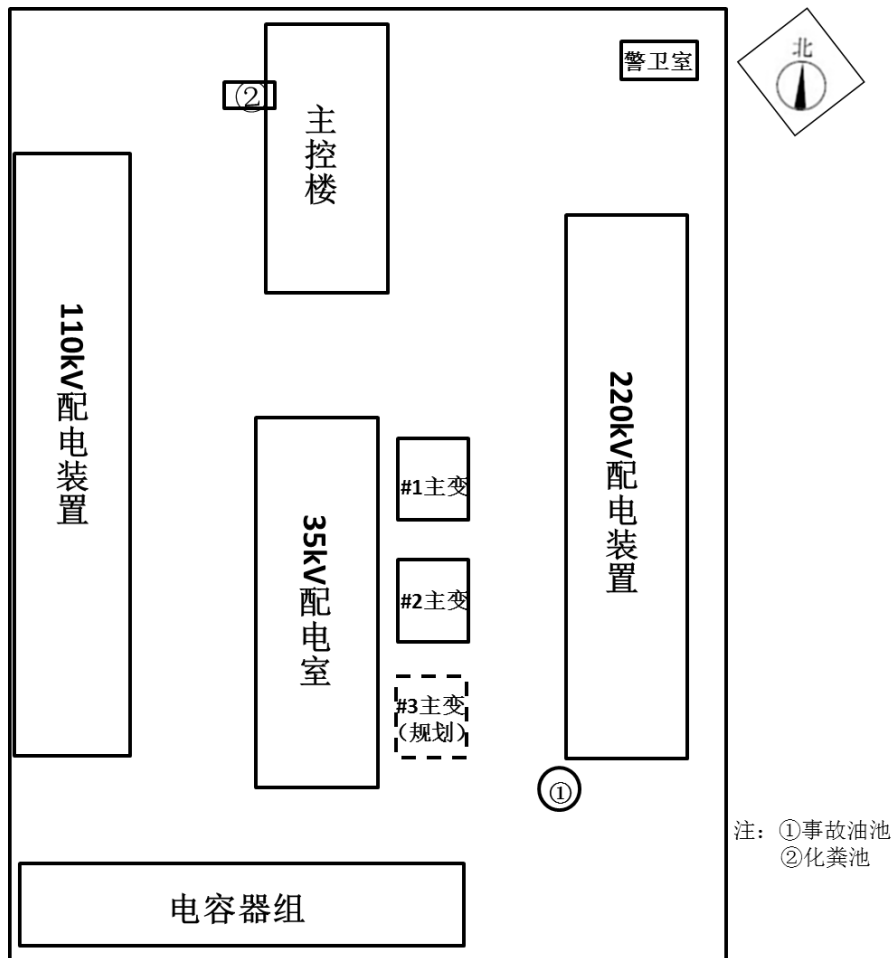 北
警卫室
②
主控楼
110kV配电装置
220kV配电装置
35kV配电室
#1主变
#2主变
#3主变
（规划）
①
注：①事故油池
②化粪池
电容器组